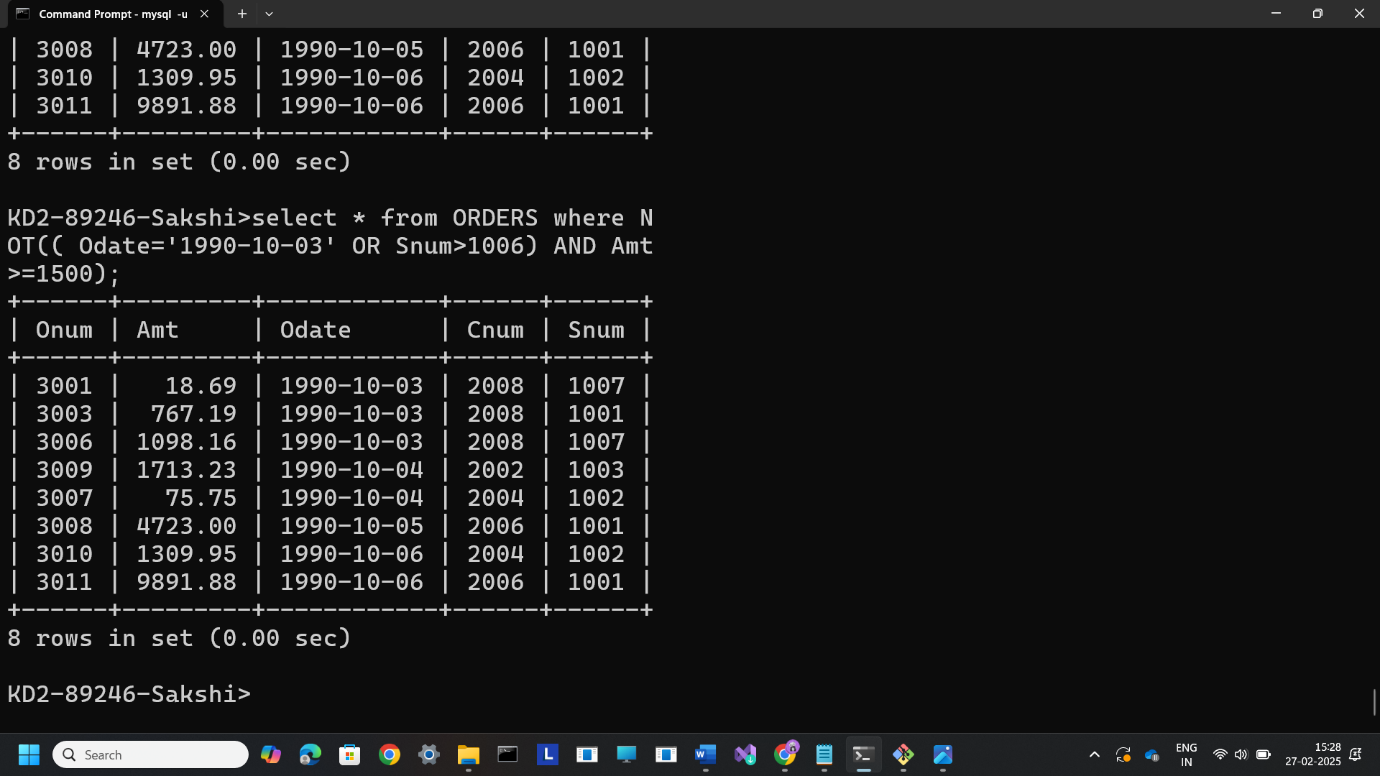 Command Prompt - mysql -u
| 3008 | 4723.00 | 1990-10-05 | 2006 | 1001 |
| 3010 | 1309.95 | 1990-10-06 | 2004 | 1002 |
| 3011 | 9891.88 | 1990-10-06 | 2006 | 1001 |
+------+---------+------------+------+------+
8 rows in set (0.00 sec)
KD2-89246-Sakshi>select * from ORDERS where N
OT(( Odate='1990-10-03' OR Snum>1006) AND Amt
>=1500);
+------+---------+------------+------+------+
| Onum | Amt     | Odate      | Cnum | Snum |
+------+---------+------------+------+------+
| 3001 |   18.69 | 1990-10-03 | 2008 | 1007 |
| 3003 |  767.19 | 1990-10-03 | 2008 | 1001 |
| 3006 | 1098.16 | 1990-10-03 | 2008 | 1007 |
| 3009 | 1713.23 | 1990-10-04 | 2002 | 1003 |
| 3007 |   75.75 | 1990-10-04 | 2004 | 1002 |
| 3008 | 4723.00 | 1990-10-05 | 2006 | 1001 |
| 3010 | 1309.95 | 1990-10-06 | 2004 | 1002 |
| 3011 | 9891.88 | 1990-10-06 | 2006 | 1001 |
+------+---------+------------+------+------+
8 rows in set (0.00 sec)
KD2-89246-Sakshi>
Search
L
W
ENG
IN
15:28
27-02-2025